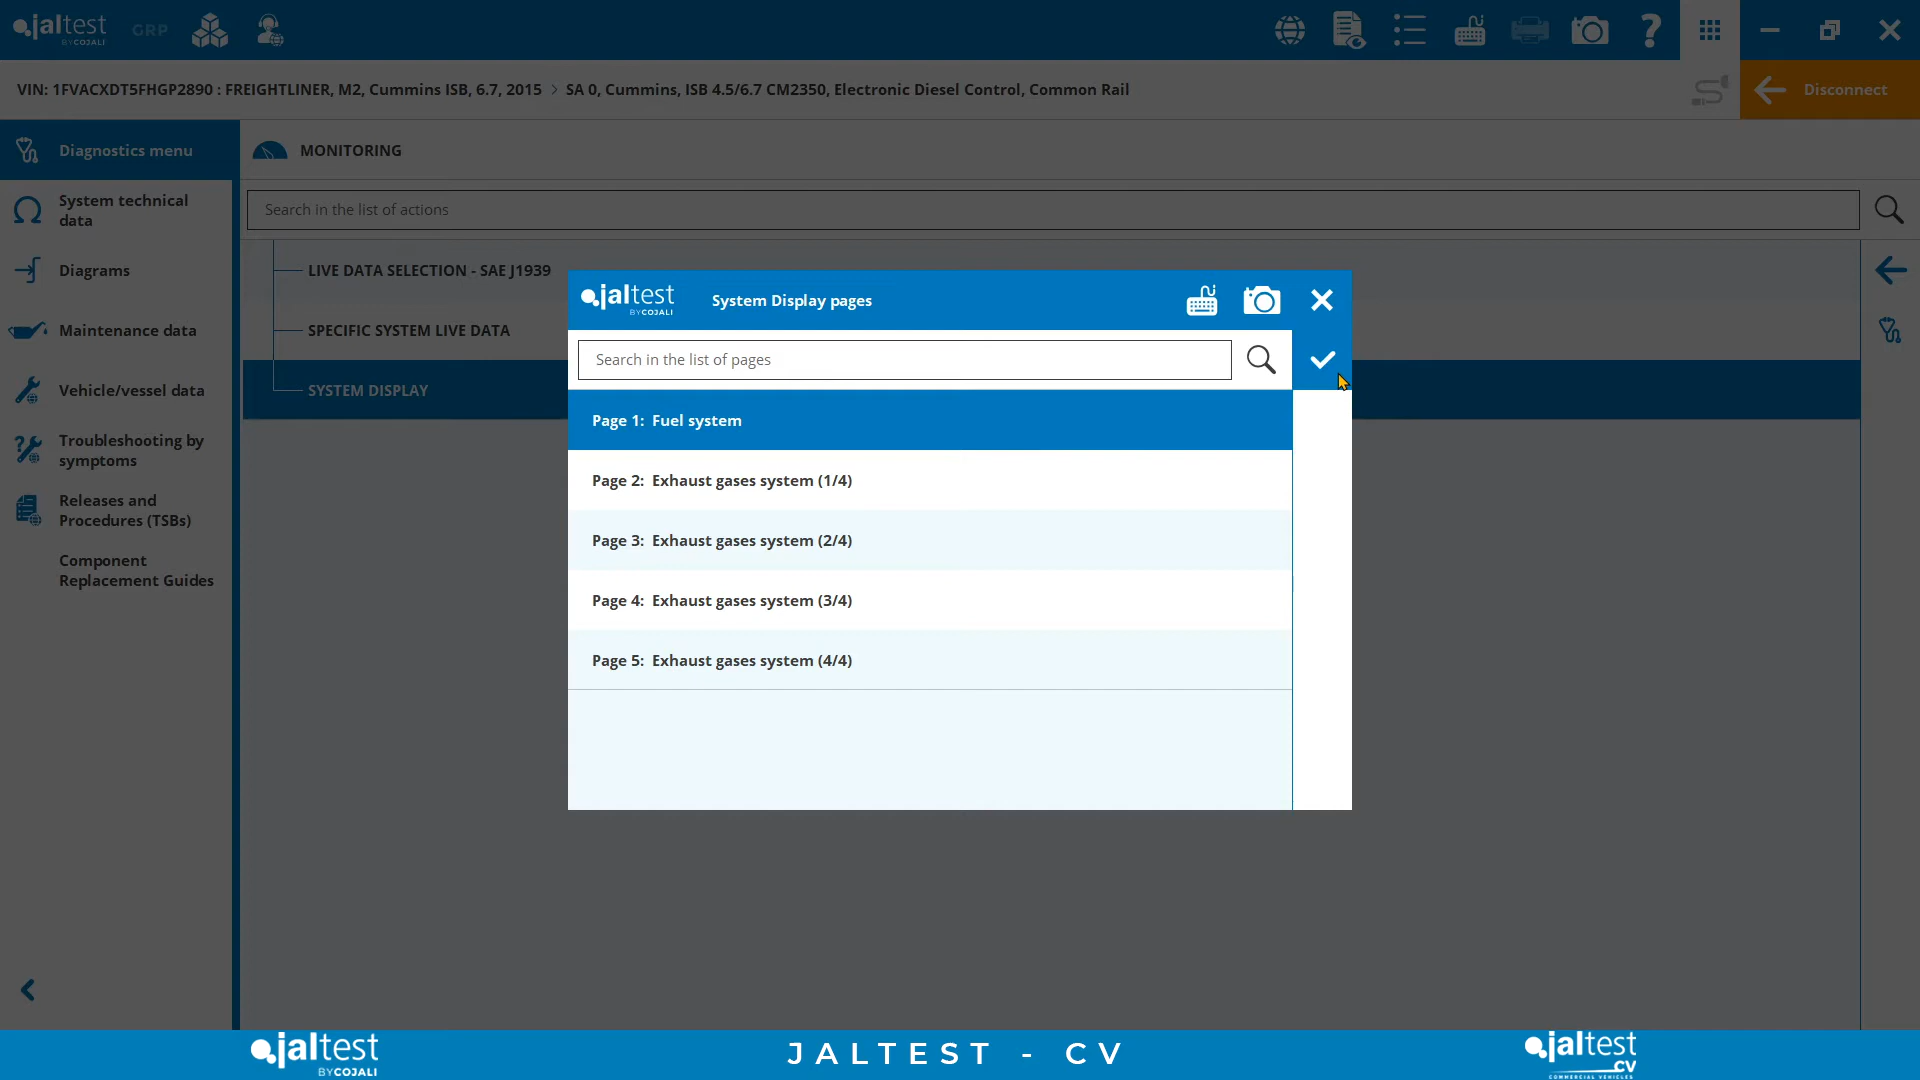 jaltest
BY COJALI
GRP
VIN: 1FVACXDT5FHGP2890 : FREIGHTLINER, M2, Cummins ISB, 6.7, 2015 > SA 0, Cummins, ISB 4.5/6.7 CM2350, Electronic Diesel Control, Common Rail
Disconnect
Diagnostics menu
System technical
data
Diagrams
Maintenance data
Vehicle/vessel data
Troubleshooting by
symptoms
Releases and
Procedures (TSBs)
Component
Replacement Guides
MONITORING
Search in the list of actions
LIVE DATA SELECTION - SAE J1939
SPECIFIC SYSTEM LIVE DATA
SYSTEM DISPLAY
jaltest
BY COJALI
System Display pages
Search in the list of pages
Page 1: Fuel system
Page 2: Exhaust gases system (1/4)
Page 3: Exhaust gases system (2/4)
Page 4: Exhaust gases system (3/4)
Page 5: Exhaust gases system (4/4)
jaltest
BY COJALI
JALTEST - CV
jaltest
CV
COMMERCIAL VEHICLES